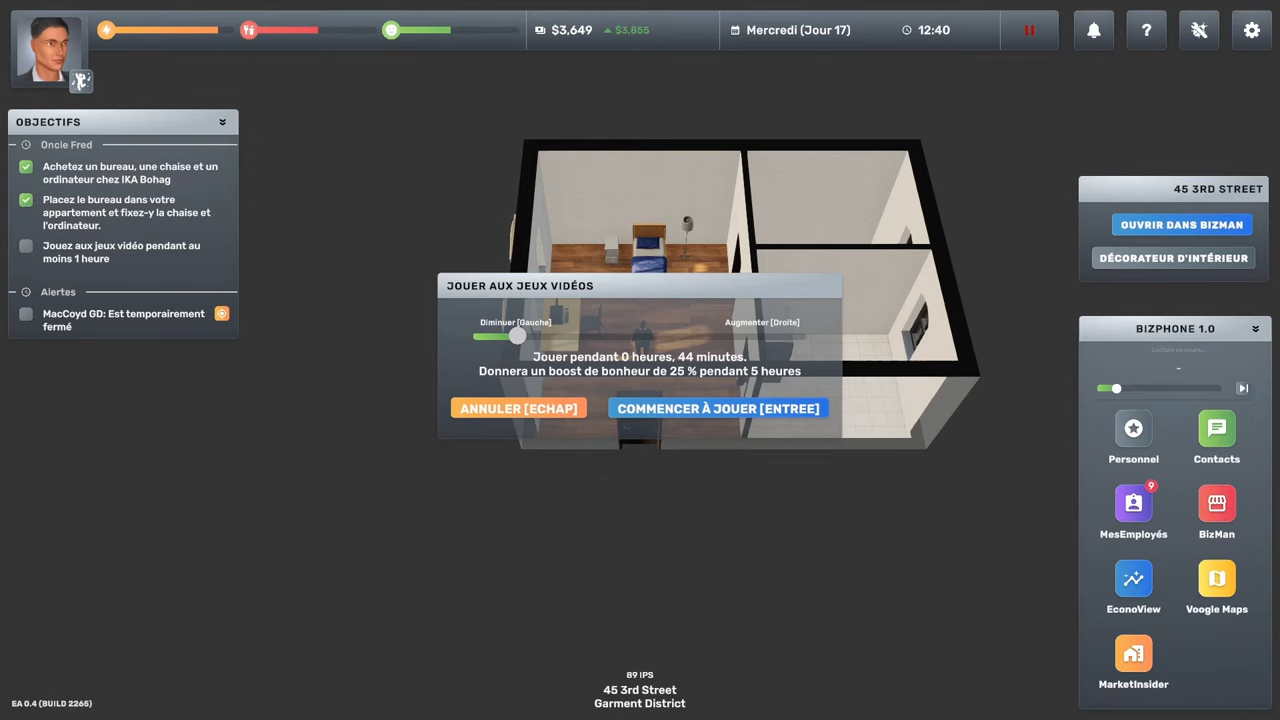 $3,649
$3,855
Mercredi (Jour 17)
12:40
?
OBJECTIFS
Oncle Fred
Achetez un bureau, une chaise et un
ordinateur chez IKA Bohag
Placez le bureau dans votre
appartement et fixez-y la chaise et
l'ordinateur.
Jouez aux jeux vidéo pendant au
moins 1 heure
Alertes
MacCoyd GD: Est temporairement
fermé
JOUER AUX JEUX VIDÉOS
Diminuer [Gauche]
Augmenter [Droite]
Jouer pendant 0 heures, 44 minutes.
Donnera un boost de bonheur de 25 % pendant 5 heures
ANNULER [ECHAP]
COMMENCER À JOUER [ENTREE]
45 3RD STREET
OUVRIR DANS BIZMAN
DÉCORATEUR D'INTÉRIEUR
BIZPHONE 1.0
Lecture en cours...
-
Personnel
Contacts
9
MesEmployés
BizMan
EconoView
Voogle Maps
MarketInsider
89 IPS
45 3rd Street
Garment District
EA 0.4 (BUILD 2265)